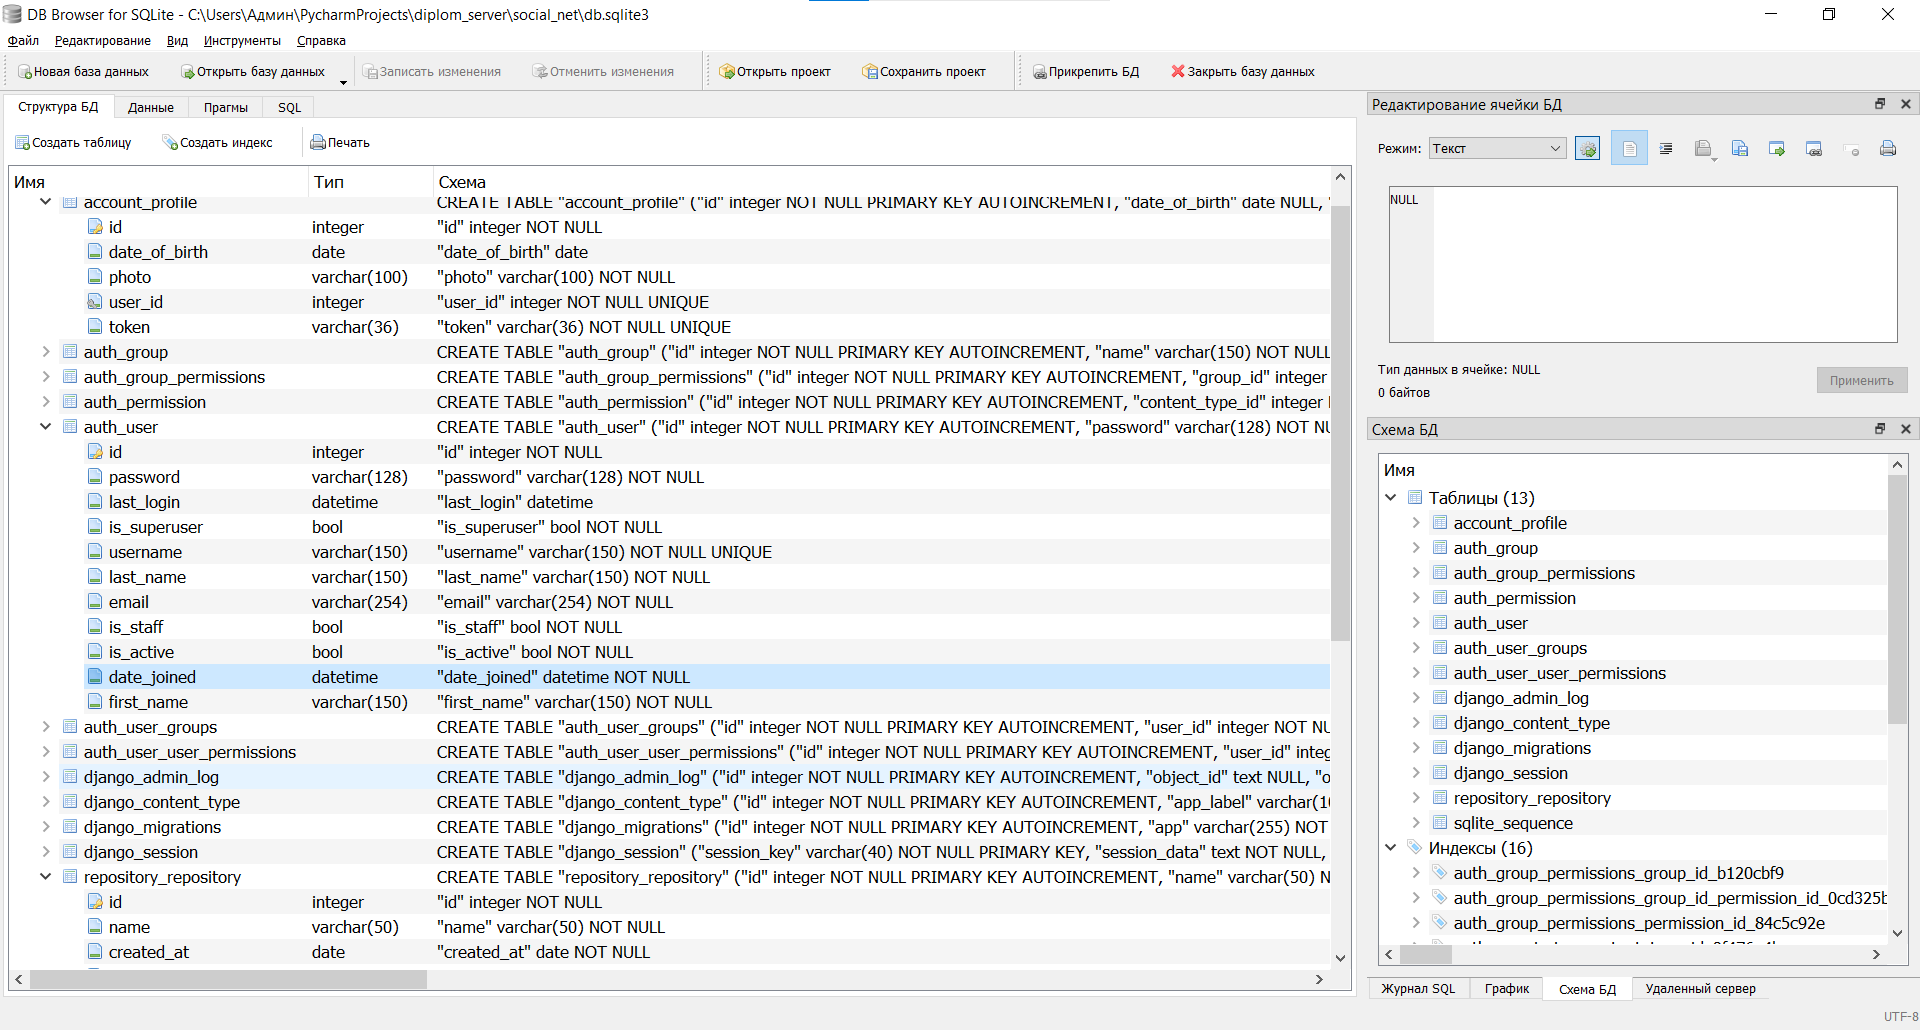 DB Browser for SQLite - C:\Users\Админ\PycharmProjects\diplom_server\social_net\db.sqlite3
Файл Редактирование Вид Инструменты Справка
Новая база данных Открыть базу данных Записать изменения Отменить изменения Открыть проект Сохранить проект Прикрепить БД Закрыть базу данных
Структура БД Данные Прагмы SQL
Создать таблицу Создать индекс Печать
Имя Тип Схема
account_profile CREATE TABLE "account_profile" ("id" integer NOT NULL PRIMARY KEY AUTOINCREMENT, "date_of_birth" date NULL, "
id integer "id" integer NOT NULL
date_of_birth date "date_of_birth" date
photo varchar(100) "photo" varchar(100) NOT NULL
user_id integer "user_id" integer NOT NULL UNIQUE
token varchar(36) "token" varchar(36) NOT NULL UNIQUE
auth_group CREATE TABLE "auth_group" ("id" integer NOT NULL PRIMARY KEY AUTOINCREMENT, "name" varchar(150) NOT NULL
auth_group_permissions CREATE TABLE "auth_group_permissions" ("id" integer NOT NULL PRIMARY KEY AUTOINCREMENT, "group_id" integer
auth_permission CREATE TABLE "auth_permission" ("id" integer NOT NULL PRIMARY KEY AUTOINCREMENT, "content_type_id" integer
auth_user CREATE TABLE "auth_user" ("id" integer NOT NULL PRIMARY KEY AUTOINCREMENT, "password" varchar(128) NOT NU
id integer "id" integer NOT NULL
password varchar(128) "password" varchar(128) NOT NULL
last_login datetime "last_login" datetime
is_superuser bool "is_superuser" bool NOT NULL
username varchar(150) "username" varchar(150) NOT NULL UNIQUE
last_name varchar(150) "last_name" varchar(150) NOT NULL
email varchar(254) "email" varchar(254) NOT NULL
is_staff bool "is_staff" bool NOT NULL
is_active bool "is_active" bool NOT NULL
date_joined datetime "date_joined" datetime NOT NULL
first_name varchar(150) "first_name" varchar(150) NOT NULL
auth_user_groups CREATE TABLE "auth_user_groups" ("id" integer NOT NULL PRIMARY KEY AUTOINCREMENT, "user_id" integer NOT NU
auth_user_user_permissions CREATE TABLE "auth_user_user_permissions" ("id" integer NOT NULL PRIMARY KEY AUTOINCREMENT, "user_id" integ
django_admin_log CREATE TABLE "django_admin_log" ("id" integer NOT NULL PRIMARY KEY AUTOINCREMENT, "object_id" text NULL, "o
django_content_type CREATE TABLE "django_content_type" ("id" integer NOT NULL PRIMARY KEY AUTOINCREMENT, "app_label" varchar(10
django_migrations CREATE TABLE "django_migrations" ("id" integer NOT NULL PRIMARY KEY AUTOINCREMENT, "app" varchar(255) NOT
django_session CREATE TABLE "django_session" ("session_key" varchar(40) NOT NULL PRIMARY KEY, "session_data" text NOT NULL,
repository_repository CREATE TABLE "repository_repository" ("id" integer NOT NULL PRIMARY KEY AUTOINCREMENT, "name" varchar(50) N
id integer "id" integer NOT NULL
name varchar(50) "name" varchar(50) NOT NULL
created_at date "created_at" date NOT NULL
Редактирование ячейки БД
Режим: Текст
NULL
Тип данных в ячейке: NULL
0 байтов
Применить
Схема БД
Имя
Таблицы (13)
account_profile
auth_group
auth_group_permissions
auth_permission
auth_user
auth_user_groups
auth_user_user_permissions
django_admin_log
django_content_type
django_migrations
django_session
repository_repository
sqlite_sequence
Индексы (16)
auth_group_permissions_group_id_b120cbf9
auth_group_permissions_group_id_permission_id_0cd325b
auth_group_permissions_permission_id_84c5c92e
Журнал SQL График Схема БД Удаленный сервер
UTF-8